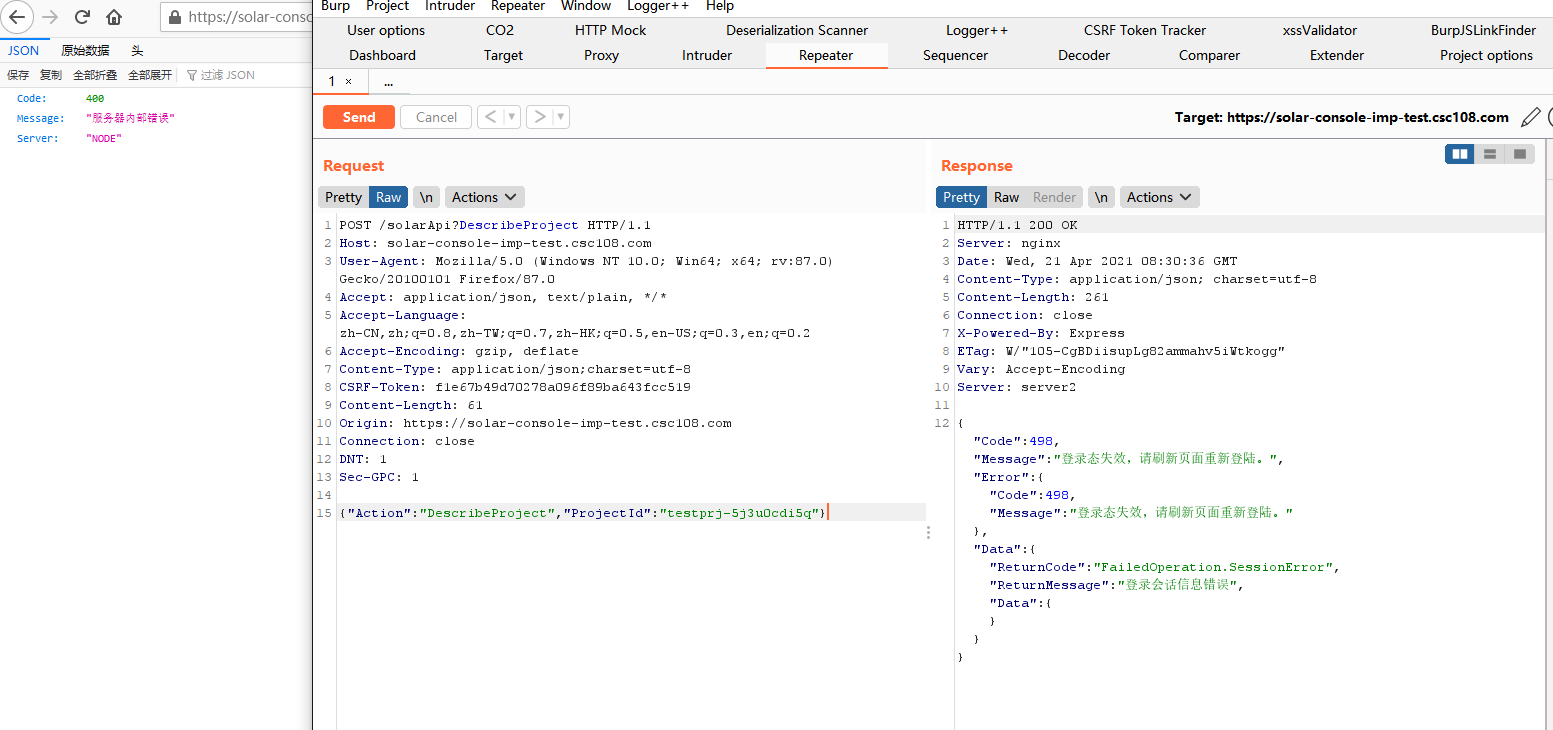 https://solar-conso
JSON 原始数据 头
保存 复制 全部折叠 全部展开 过滤 JSON
Code: 400
Message: "服务器内部错误"
Server: "NODE"
Burp Project Intruder Repeater Window Logger++ Help
User options CO2 HTTP Mock Deserialization Scanner Logger++ CSRF Token Tracker xssValidator BurpJSLinkFinder
Dashboard Target Proxy Intruder Repeater Sequencer Decoder Comparer Extender Project options
1 × ...
Send Cancel < > Target: https://solar-console-imp-test.csc108.com
Request
Pretty Raw \n Actions
1 POST /solarApi?DescribeProject HTTP/1.1
2 Host: solar-console-imp-test.csc108.com
3 User-Agent: Mozilla/5.0 (Windows NT 10.0; Win64; x64; rv:87.0)
Gecko/20100101 Firefox/87.0
4 Accept: application/json, text/plain, */*
5 Accept-Language:
zh-CN,zh;q=0.8,zh-TW;q=0.7,zh-HK;q=0.5,en-US;q=0.3,en;q=0.2
6 Accept-Encoding: gzip, deflate
7 Content-Type: application/json;charset=utf-8
8 CSRF-Token: f1e67b49d70278a096f89ba643fcc519
9 Content-Length: 61
10 Origin: https://solar-console-imp-test.csc108.com
11 Connection: close
12 DNT: 1
13 Sec-GPC: 1
14
15 {"Action":"DescribeProject","ProjectId":"testprj-5j3u0cdi5q"}
Response
Pretty Raw Render \n Actions
1 HTTP/1.1 200 OK
2 Server: nginx
3 Date: Wed, 21 Apr 2021 08:30:36 GMT
4 Content-Type: application/json; charset=utf-8
5 Content-Length: 261
6 Connection: close
7 X-Powered-By: Express
8 ETag: W/"105-CgBDiisupLg82ammahv5iWtkogg"
9 Vary: Accept-Encoding
10 Server: server2
11
12 {
"Code":498,
"Message":"登录态失效，请刷新页面重新登陆。",
"Error":{
"Code":498,
"Message":"登录态失效，请刷新页面重新登陆。"
},
"Data":{
"ReturnCode":"FailedOperation.SessionError",
"ReturnMessage":"登录会话信息错误",
"Data":{
}
}
}